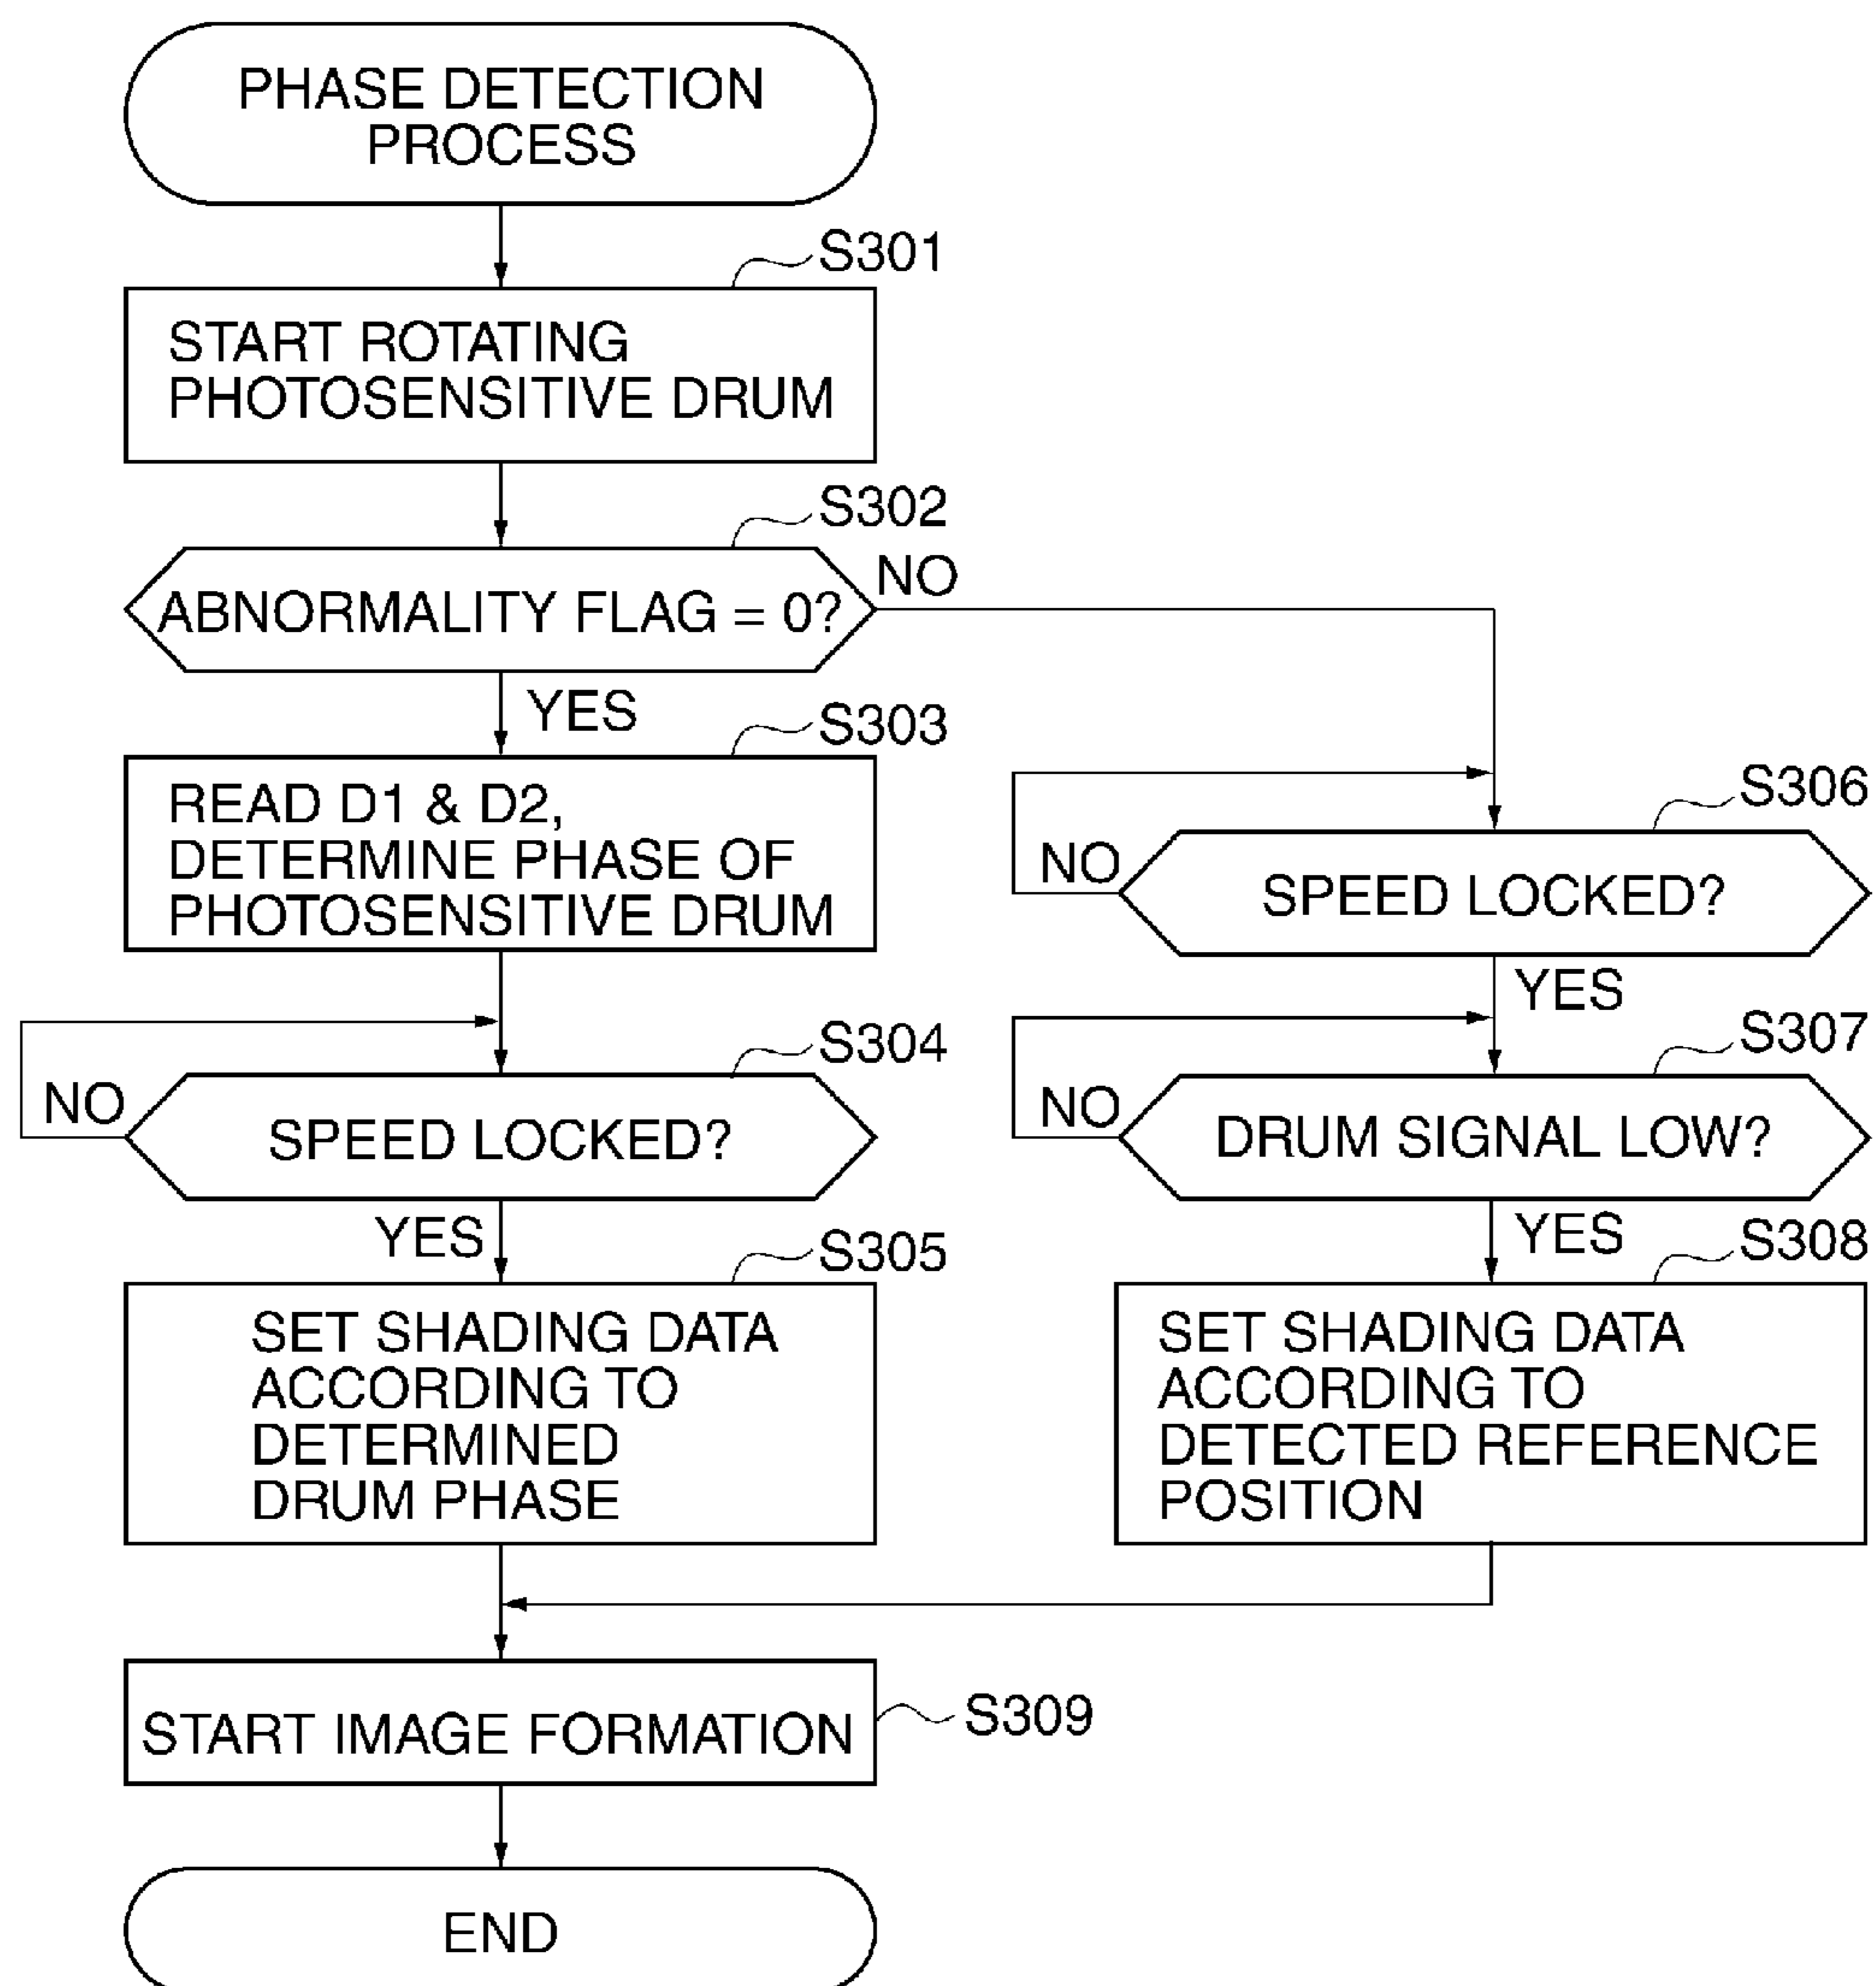 PHASE DETECTION
PROCESS
S301
START ROTATING
PHOTOSENSITIVE DRUM
S302
ABNORMALITY FLAG = 0?
NO
YES
S303
READ D1 & D2,
DETERMINE PHASE OF
PHOTOSENSITIVE DRUM
S304
NO
SPEED LOCKED?
YES
S305
SET SHADING DATA
ACCORDING TO
DETERMINED
DRUM PHASE
S306
NO
SPEED LOCKED?
YES
S307
NO
DRUM SIGNAL LOW?
YES
S308
SET SHADING DATA
ACCORDING TO
DETECTED REFERENCE
POSITION
START IMAGE FORMATION
S309
END